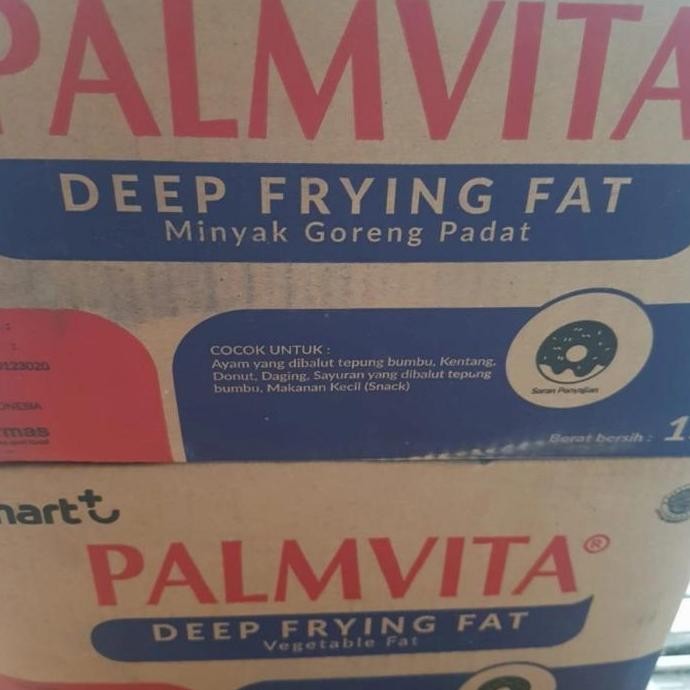 PALMVITA
DEEP FRYING FAT
Minyak Goreng Padat
COCOK UNTUK :
Ayam yang dibalut tepung bumbu, Kentang,
Donut, Daging, Sayuran yang dibalut tepung
bumbu, Makanan Kecil (Snack)
Saran Penyajian
Berat bersih : 1
PALMVITA®
DEEP FRYING FAT
Vegetable Fat